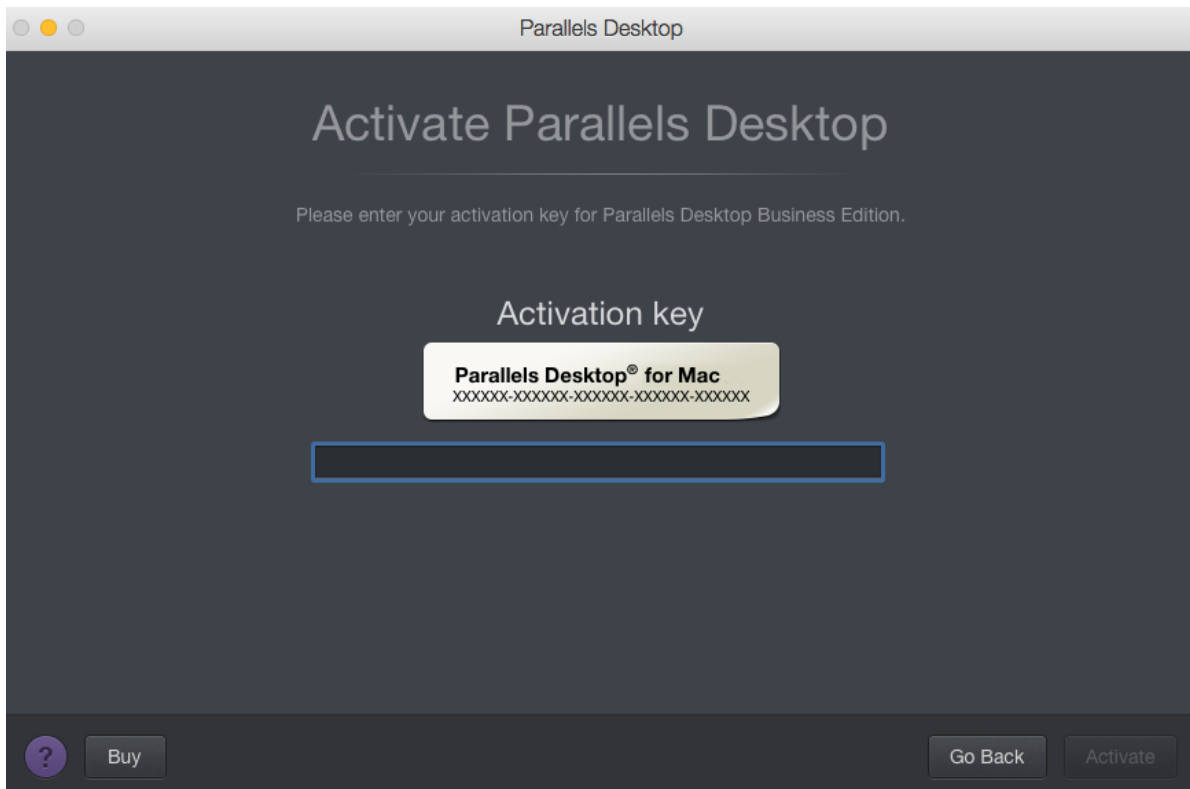 Parallels Desktop
Activate Parallels Desktop
Please enter your activation key for Parallels Desktop Business Edition.
Activation key
Parallels Desktop® for Mac
XXXXXX-XXXXXX-XXXXXX-XXXXXX-XXXXXX
? Buy Go Back Activate